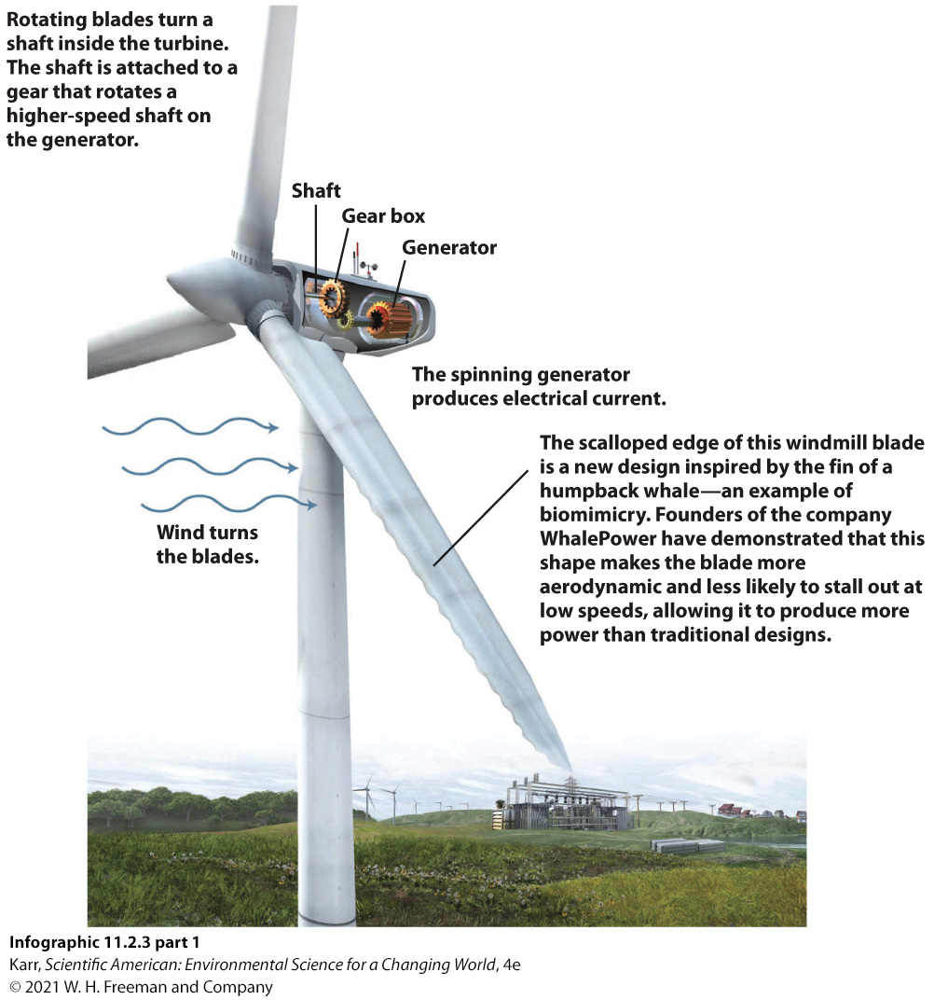 Rotating blades turn a
shaft inside the turbine.
The shaft is attached to a
gear that rotates a
higher-speed shaft on
the generator.
Shaft
Gear box
Generator
The spinning generator
produces electrical current.
The scalloped edge of this windmill blade
is a new design inspired by the fin of a
humpback whale—an example of
biomimicry. Founders of the company
WhalePower have demonstrated that this
shape makes the blade more
aerodynamic and less likely to stall out at
low speeds, allowing it to produce more
power than traditional designs.
Wind turns
the blades.
Infographic 11.2.3 part 1
Karr, Scientific American: Environmental Science for a Changing World, 4e
© 2021 W. H. Freeman and Company